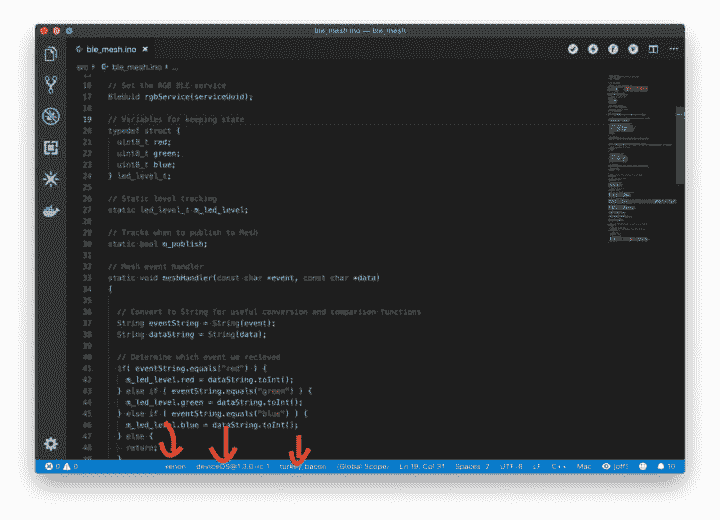 ble_mesh.ino — ble_mesh
ble_mesh.ino ×
src > ble_mesh.ino > ...
16 // Set the RGB BLE service
17 BleUuid rgbService(serviceUuid);
18
19 // Variables for keeping state
20 typedef struct {
21 uint8_t red;
22 uint8_t green;
23 uint8_t blue;
24 } led_level_t;
25
26 // Static level tracking
27 static led_level_t m_led_level;
28
29 // Tracks when to publish to Mesh
30 static bool m_publish;
31
32 // Mesh event handler
33 static void meshHandler(const char *event, const char *data)
34 {
35
36 // Convert to String for useful conversion and comparison functions
37 String eventString = String(event);
38 String dataString = String(data);
39
40 // Determine which event we recieved
41 if( eventString.equals("red") ) {
42 m_led_level.red = dataString.toInt();
43 } else if ( eventString.equals("green") ) {
44 m_led_level.green = dataString.toInt();
45 } else if ( eventString.equals("blue") ) {
46 m_led_level.blue = dataString.toInt();
47 } else {
48 return;
49 }
0 0 xenon deviceOS@1.3.0-rc.1 turkey_bacon (Global Scope) Ln 19, Col 31 Spaces: 2 UTF-8 LF C++ Mac [off] 10